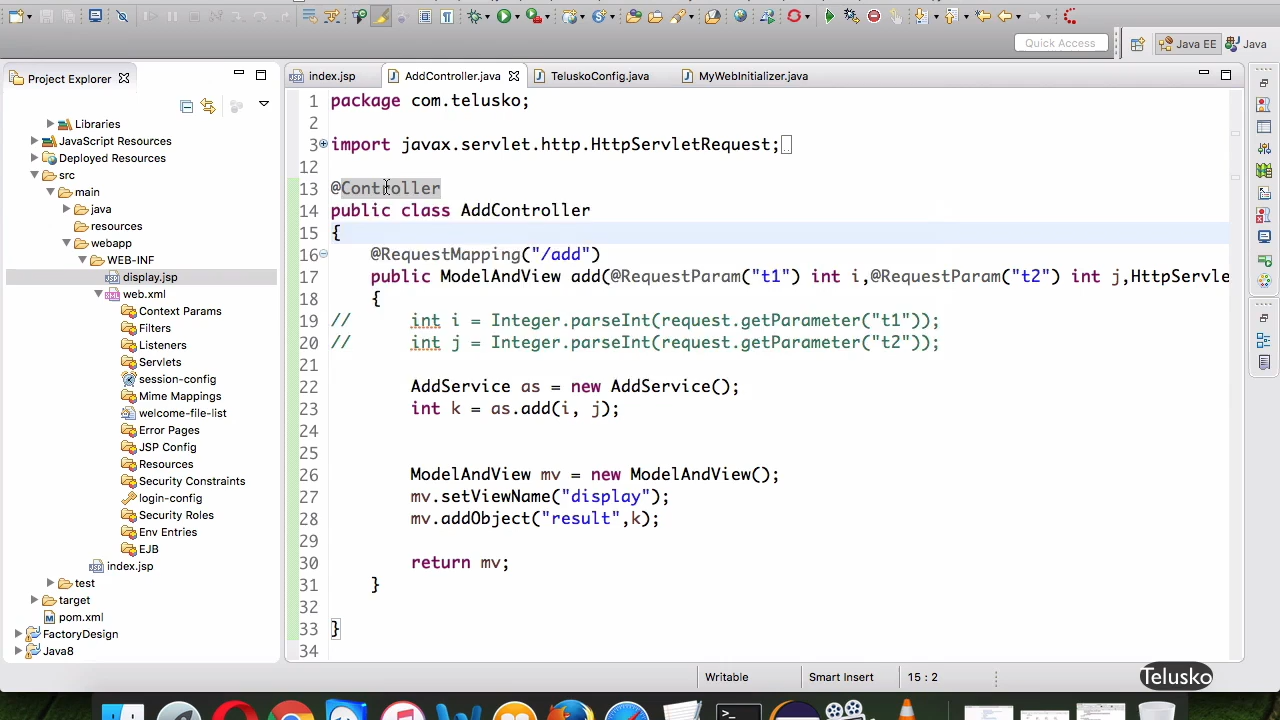 Quick Access
Java EE
Java
Project Explorer
index.jsp
AddController.java
TeluskoConfig.java
MyWebInitializer.java
Libraries
JavaScript Resources
Deployed Resources
src
main
java
resources
webapp
WEB-INF
display.jsp
web.xml
Context Params
Filters
Listeners
Servlets
session-config
Mime Mappings
welcome-file-list
Error Pages
JSP Config
Resources
Security Constraints
login-config
Security Roles
Env Entries
EJB
index.jsp
test
target
pom.xml
FactoryDesign
Java8
1 package com.telusko;
2
3 import javax.servlet.http.HttpServletRequest;
12
13 @Controller
14 public class AddController
15 {
16 @RequestMapping("/add")
17 public ModelAndView add(@RequestParam("t1") int i,@RequestParam("t2") int j,HttpServle
18 {
19 // int i = Integer.parseInt(request.getParameter("t1"));
20 // int j = Integer.parseInt(request.getParameter("t2"));
21
22 AddService as = new AddService();
23 int k = as.add(i, j);
24
25
26 ModelAndView mv = new ModelAndView();
27 mv.setViewName("display");
28 mv.addObject("result",k);
29
30 return mv;
31 }
32
33 }
34
Writable
Smart Insert
15 : 2
Telusko